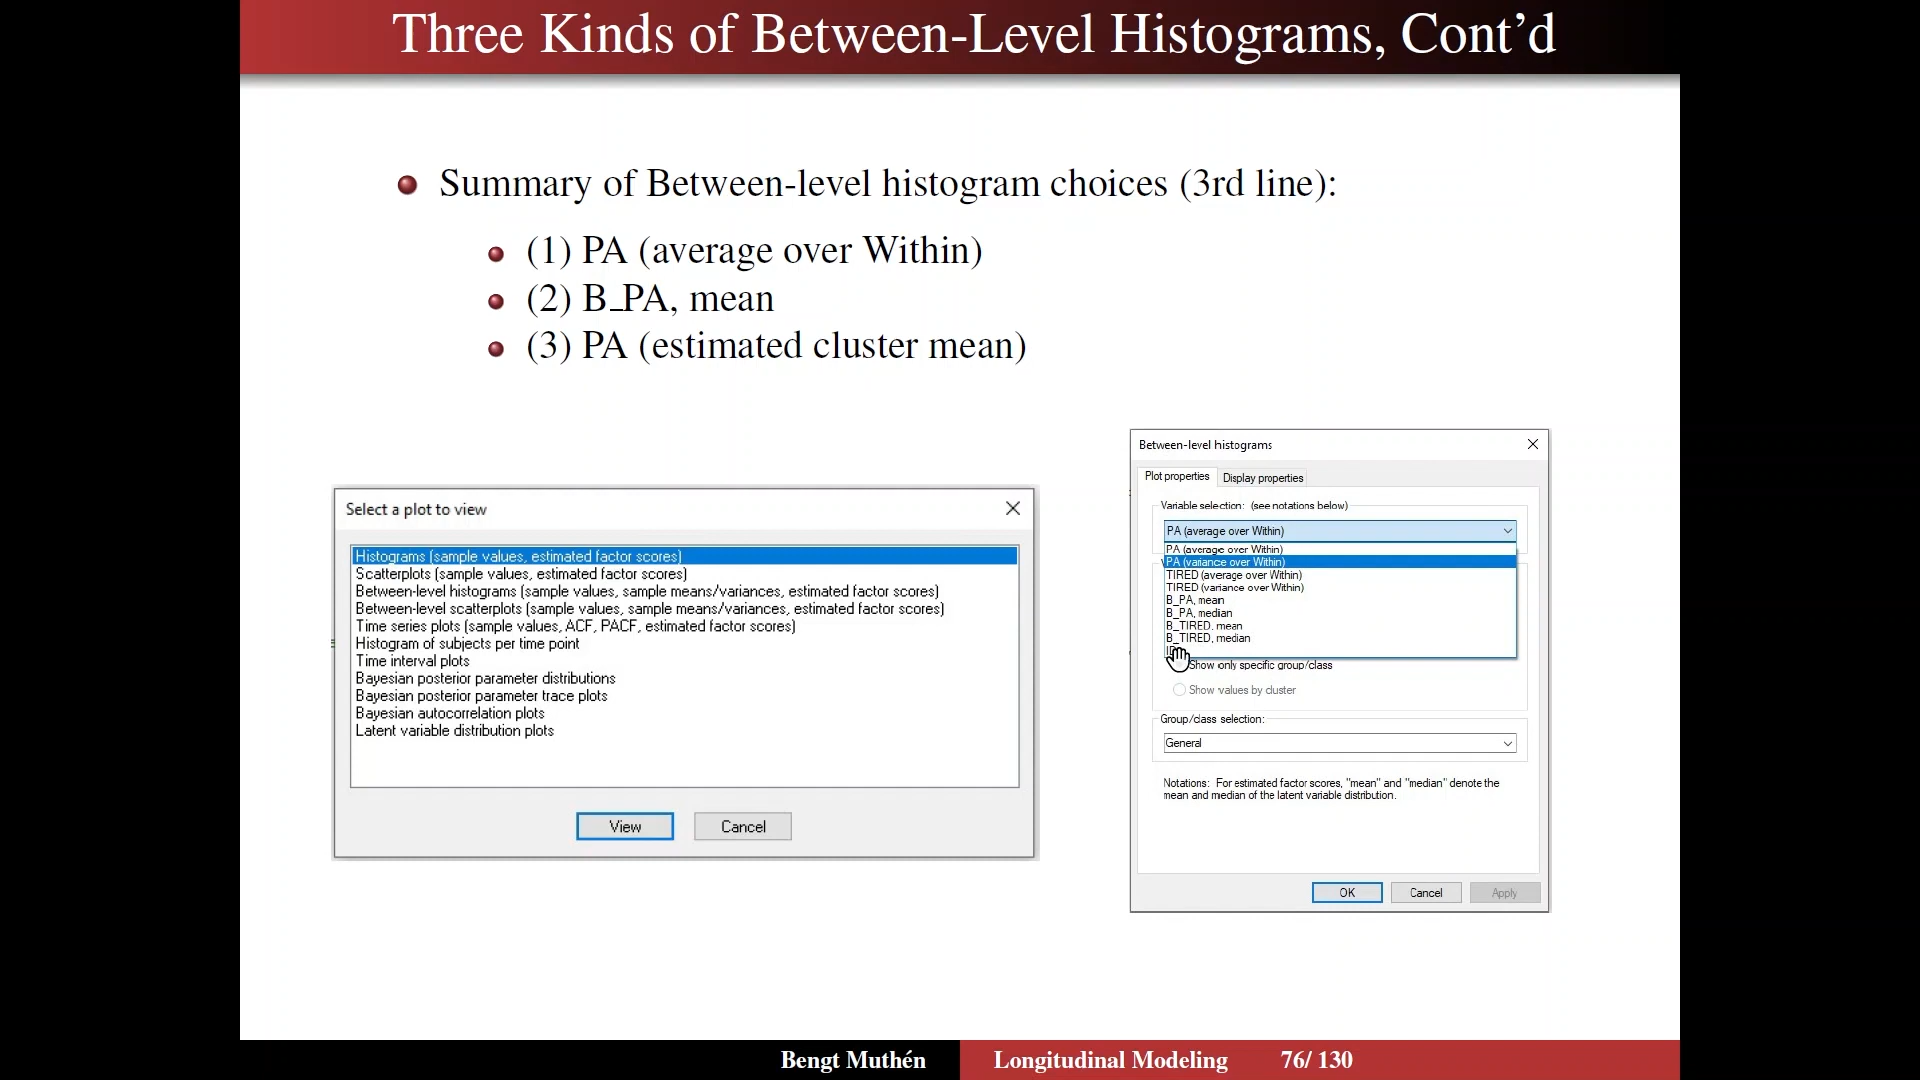 Three Kinds of Between-Level Histograms, Cont’d
Summary of Between-level histogram choices (3rd line):
(1) PA (average over Within)
(2) B_PA, mean
(3) PA (estimated cluster mean)
Select a plot to view
Histograms (sample values, estimated factor scores)
Scatterplots (sample values, estimated factor scores)
Between-level histograms (sample values, sample means/variances, estimated factor scores)
Between-level scatterplots (sample values, sample means/variances, estimated factor scores)
Time series plots (sample values, ACF, PACF, estimated factor scores)
Histogram of subjects per time point
Time interval plots
Bayesian posterior parameter distributions
Bayesian posterior parameter trace plots
Bayesian autocorrelation plots
Latent variable distribution plots
View
Cancel
Between-level histograms
Plot properties
Display properties
Variable selection: (see notations below)
PA (average over Within)
PA (average over Within)
PA (variance over Within)
TIRED (average over Within)
TIRED (variance over Within)
B_PA, mean
B_PA, median
B_TIRED, mean
B_TIRED, median
Show only specific group/class
Show values by cluster
Group/class selection:
General
Notations: For estimated factor scores, "mean" and "median" denote the
mean and median of the latent variable distribution.
OK
Cancel
Apply
Bengt Muthén
Longitudinal Modeling
76/ 130